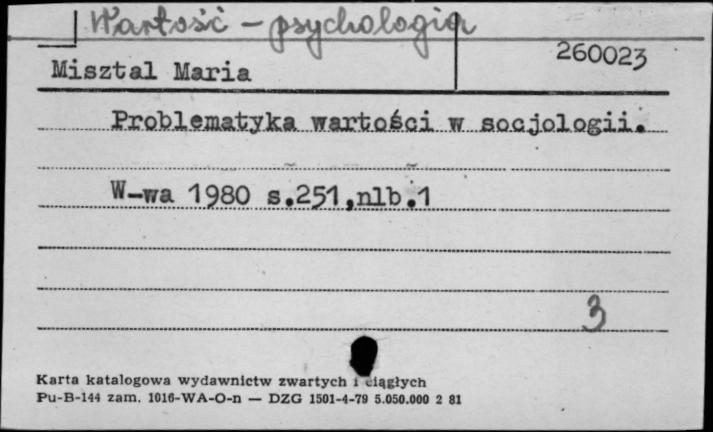 Wartość - psychologia
260023
Misztal Maria
Problematyka wartości w socjologii.
W-wa 1980 s.251,nlb.1
3
Karta katalogowa wydawnictw zwartych i ciągłych
Pu-B-144 zam. 1016-WA-O-n — DZG 1501-4-79 5.050.000 2 81